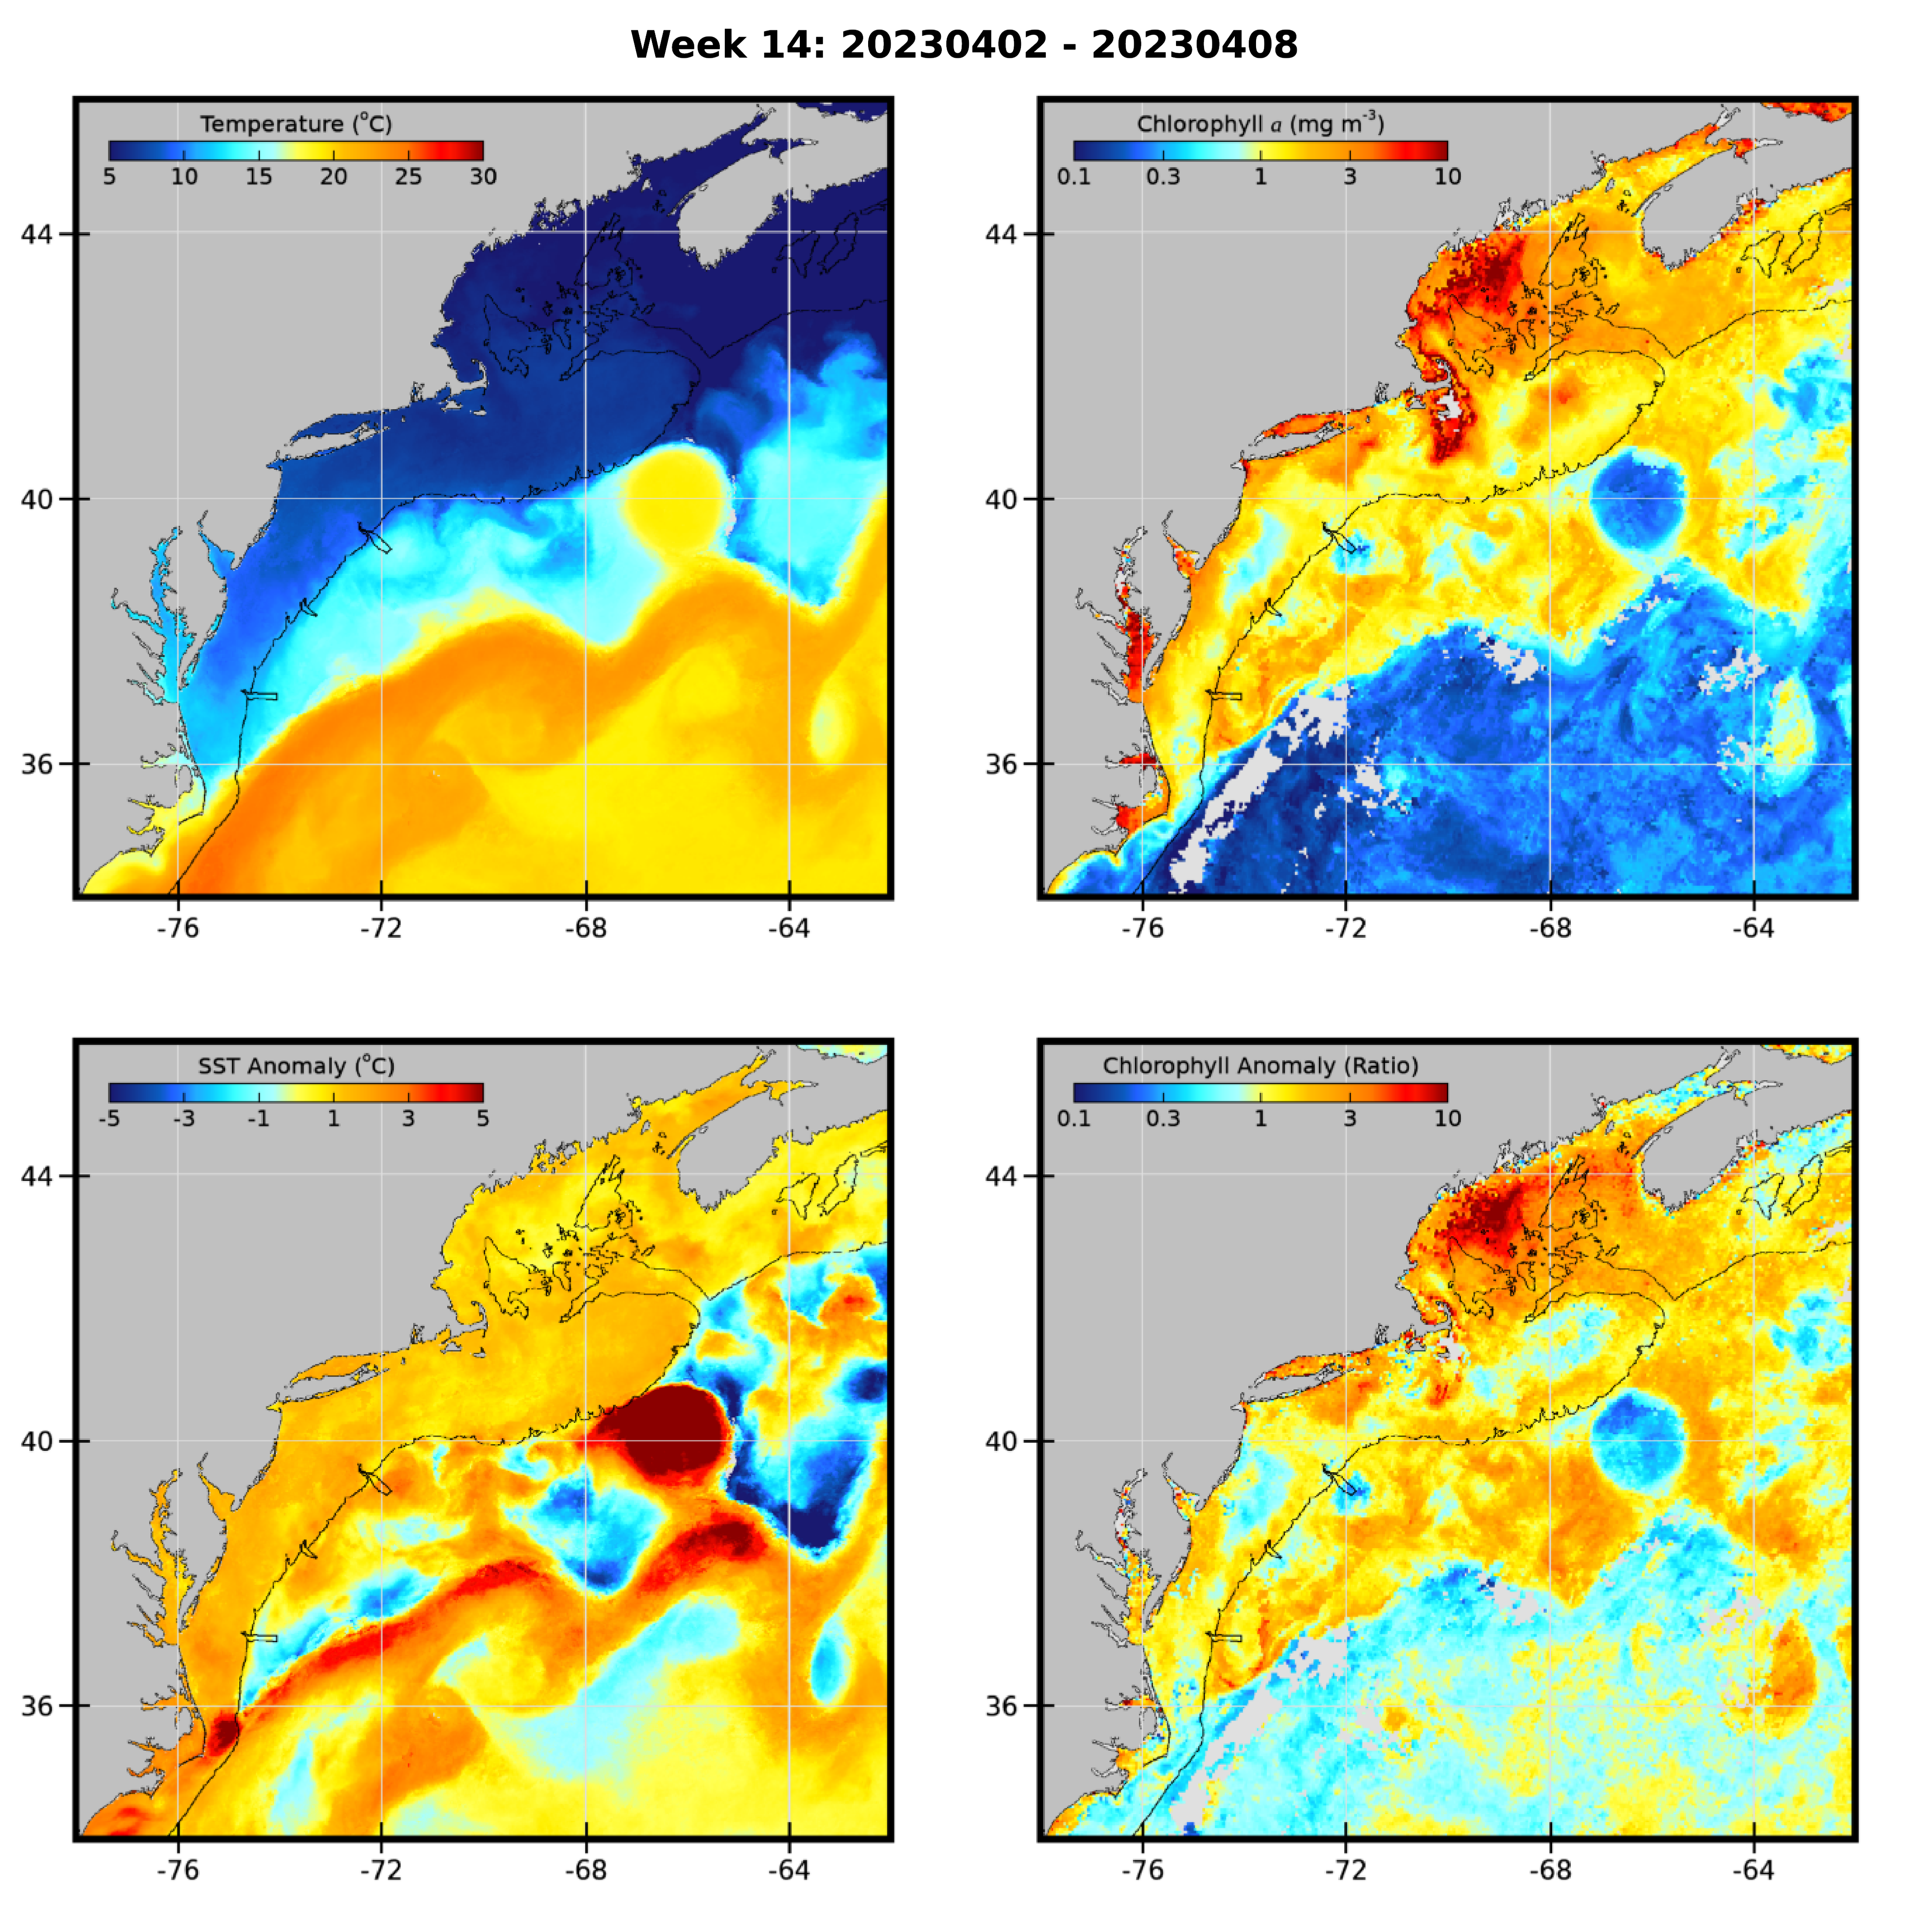 Week 14: 20230402 - 20230408
Temperature (°C)
5 10 15 20 25 30
44
40
36
-76 -72 -68 -64
Chlorophyll a (mg m⁻³)
0.1 0.3 1 3 10
44
40
36
-76 -72 -68 -64
SST Anomaly (°C)
-5 -3 -1 1 3 5
44
40
36
-76 -72 -68 -64
Chlorophyll Anomaly (Ratio)
0.1 0.3 1 3 10
44
40
36
-76 -72 -68 -64